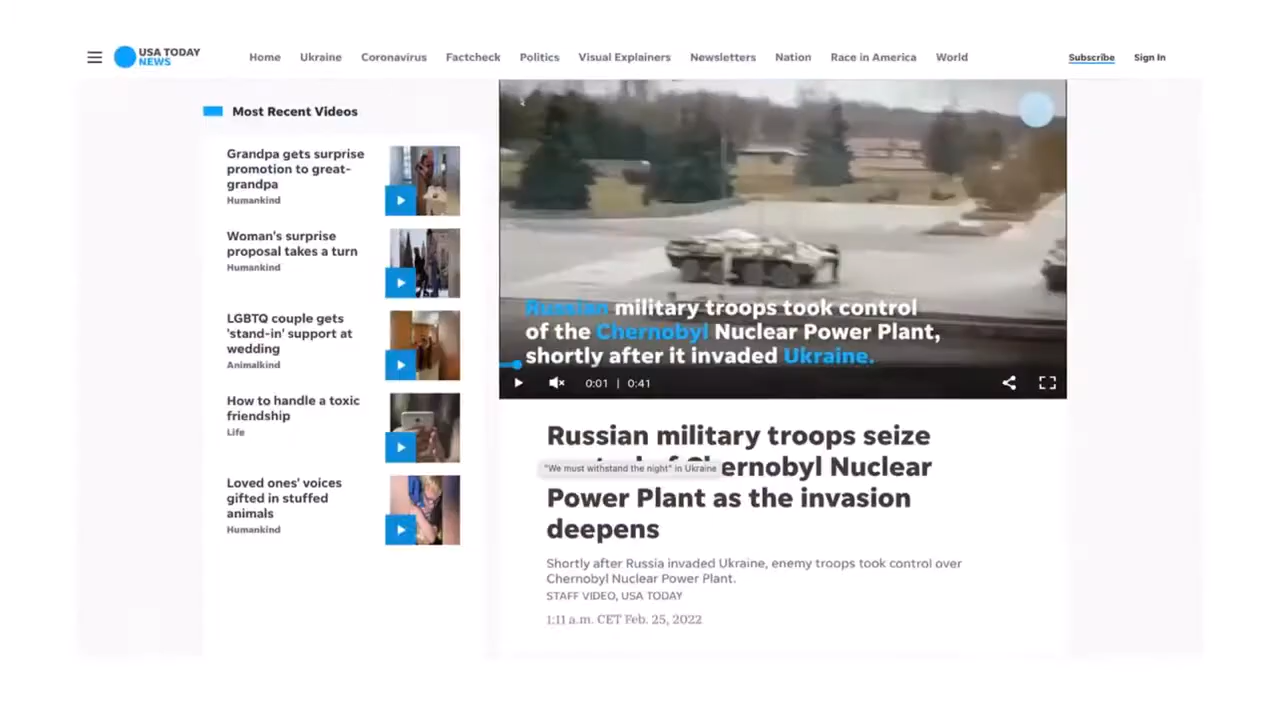 USA TODAY
NEWS
Home
Ukraine
Coronavirus
Factcheck
Politics
Visual Explainers
Newsletters
Nation
Race in America
World
Subscribe
Sign In
Most Recent Videos
Grandpa gets surprise
promotion to great-
grandpa
Humankind
Woman's surprise
proposal takes a turn
Humankind
LGBTQ couple gets
'stand-in' support at
wedding
Animalkind
How to handle a toxic
friendship
Life
Loved ones' voices
gifted in stuffed
animals
Humankind
Russian military troops took control
of the Chernobyl Nuclear Power Plant,
shortly after it invaded Ukraine.
0:01 | 0:41
Russian military troops seize
"We must withstand the night" in Ukraine
ernobyl Nuclear
Power Plant as the invasion
deepens
Shortly after Russia invaded Ukraine, enemy troops took control over
Chernobyl Nuclear Power Plant.
STAFF VIDEO, USA TODAY
1:11 a.m. CET Feb. 25, 2022